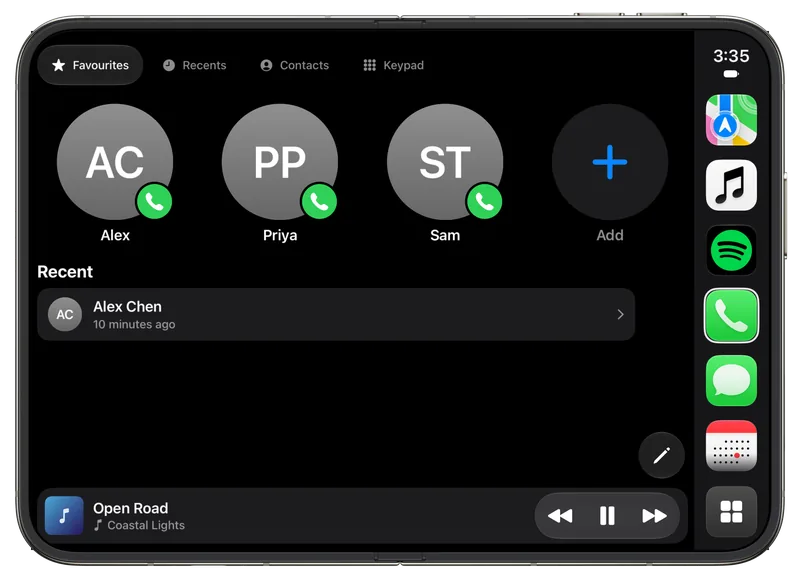 Favourites
Recents
Contacts
Keypad
3:35
AC
PP
ST
Alex
Priya
Sam
Add
Recent
AC
Alex Chen
10 minutes ago
Open Road
Coastal Lights